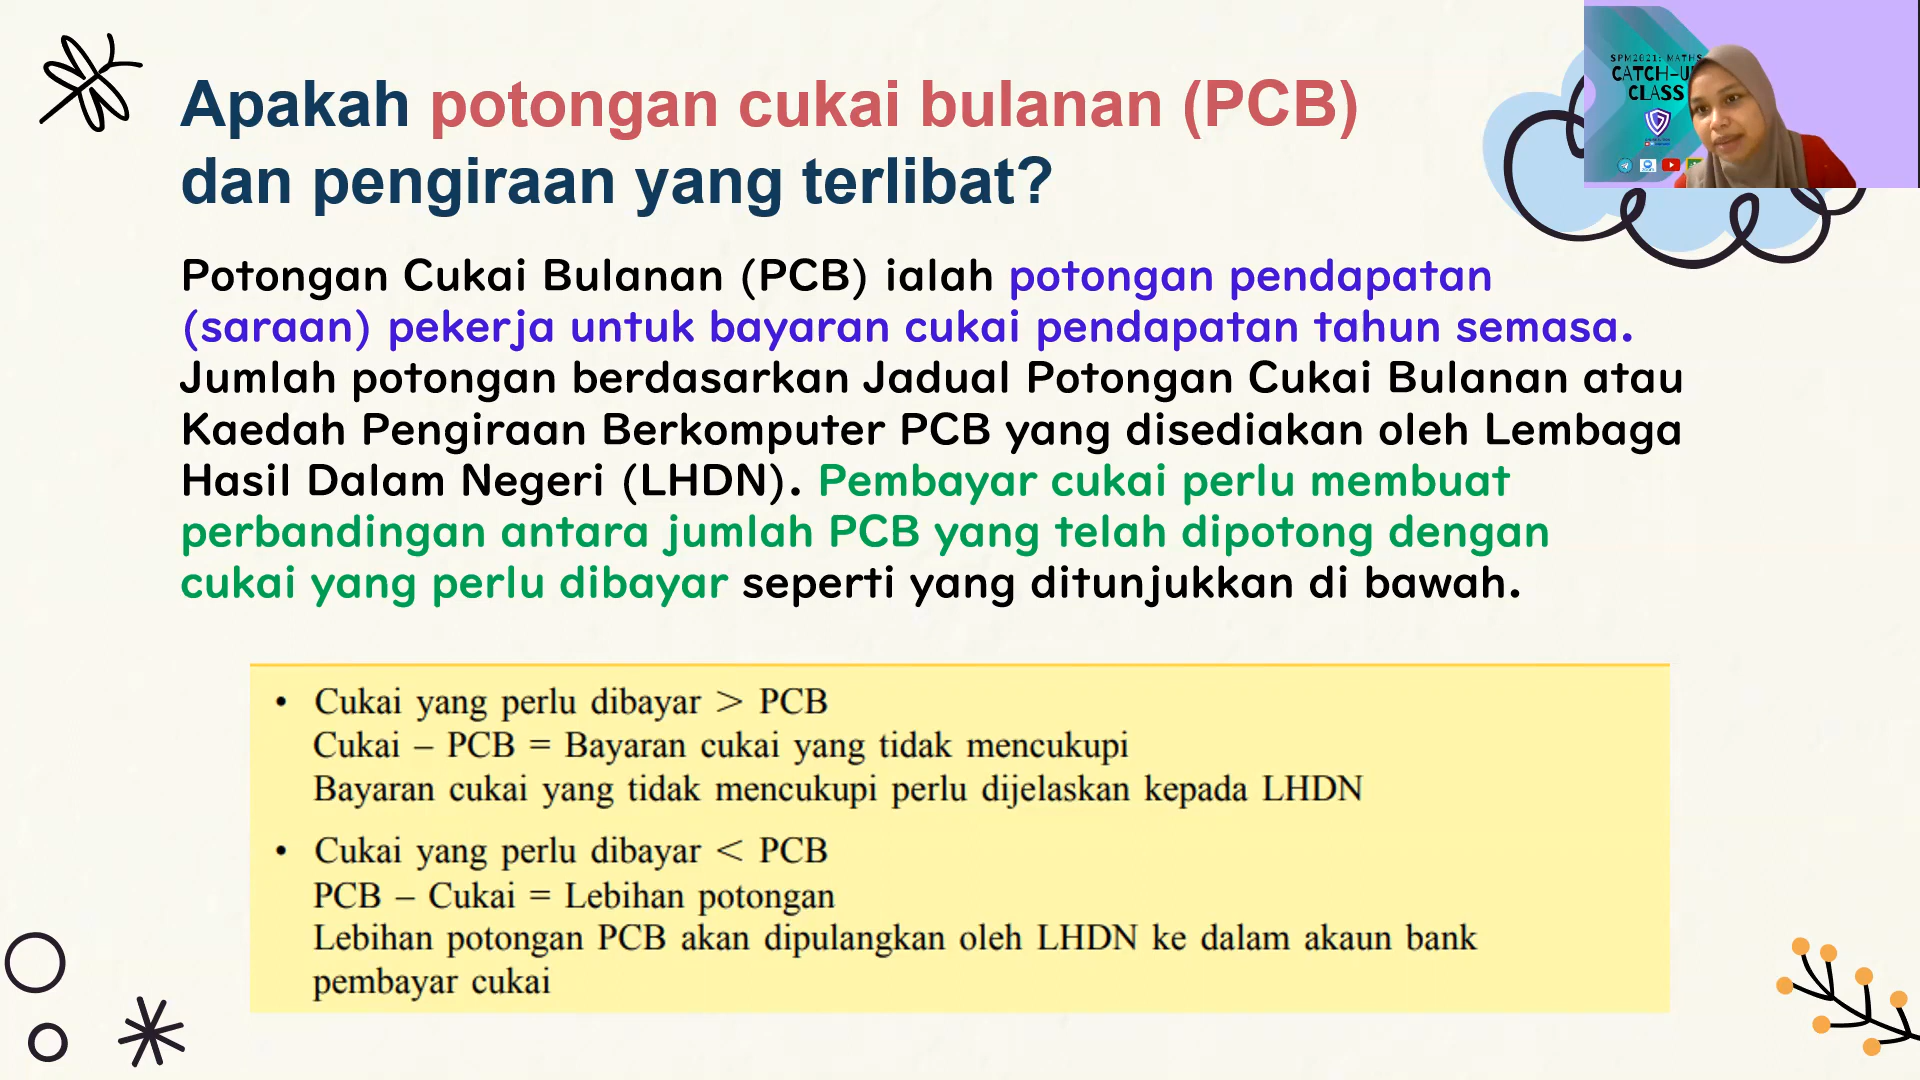 Apakah potongan cukai bulanan (PCB)
dan pengiraan yang terlibat?
SPM2021: MATHS
CATCH-U
CLASS
Potongan Cukai Bulanan (PCB) ialah potongan pendapatan
(saraan) pekerja untuk bayaran cukai pendapatan tahun semasa.
Jumlah potongan berdasarkan Jadual Potongan Cukai Bulanan atau
Kaedah Pengiraan Berkomputer PCB yang disediakan oleh Lembaga
Hasil Dalam Negeri (LHDN). Pembayar cukai perlu membuat
perbandingan antara jumlah PCB yang telah dipotong dengan
cukai yang perlu dibayar seperti yang ditunjukkan di bawah.
• Cukai yang perlu dibayar > PCB
Cukai – PCB = Bayaran cukai yang tidak mencukupi
Bayaran cukai yang tidak mencukupi perlu dijelaskan kepada LHDN
• Cukai yang perlu dibayar < PCB
PCB – Cukai = Lebihan potongan
Lebihan potongan PCB akan dipulangkan oleh LHDN ke dalam akaun bank
pembayar cukai